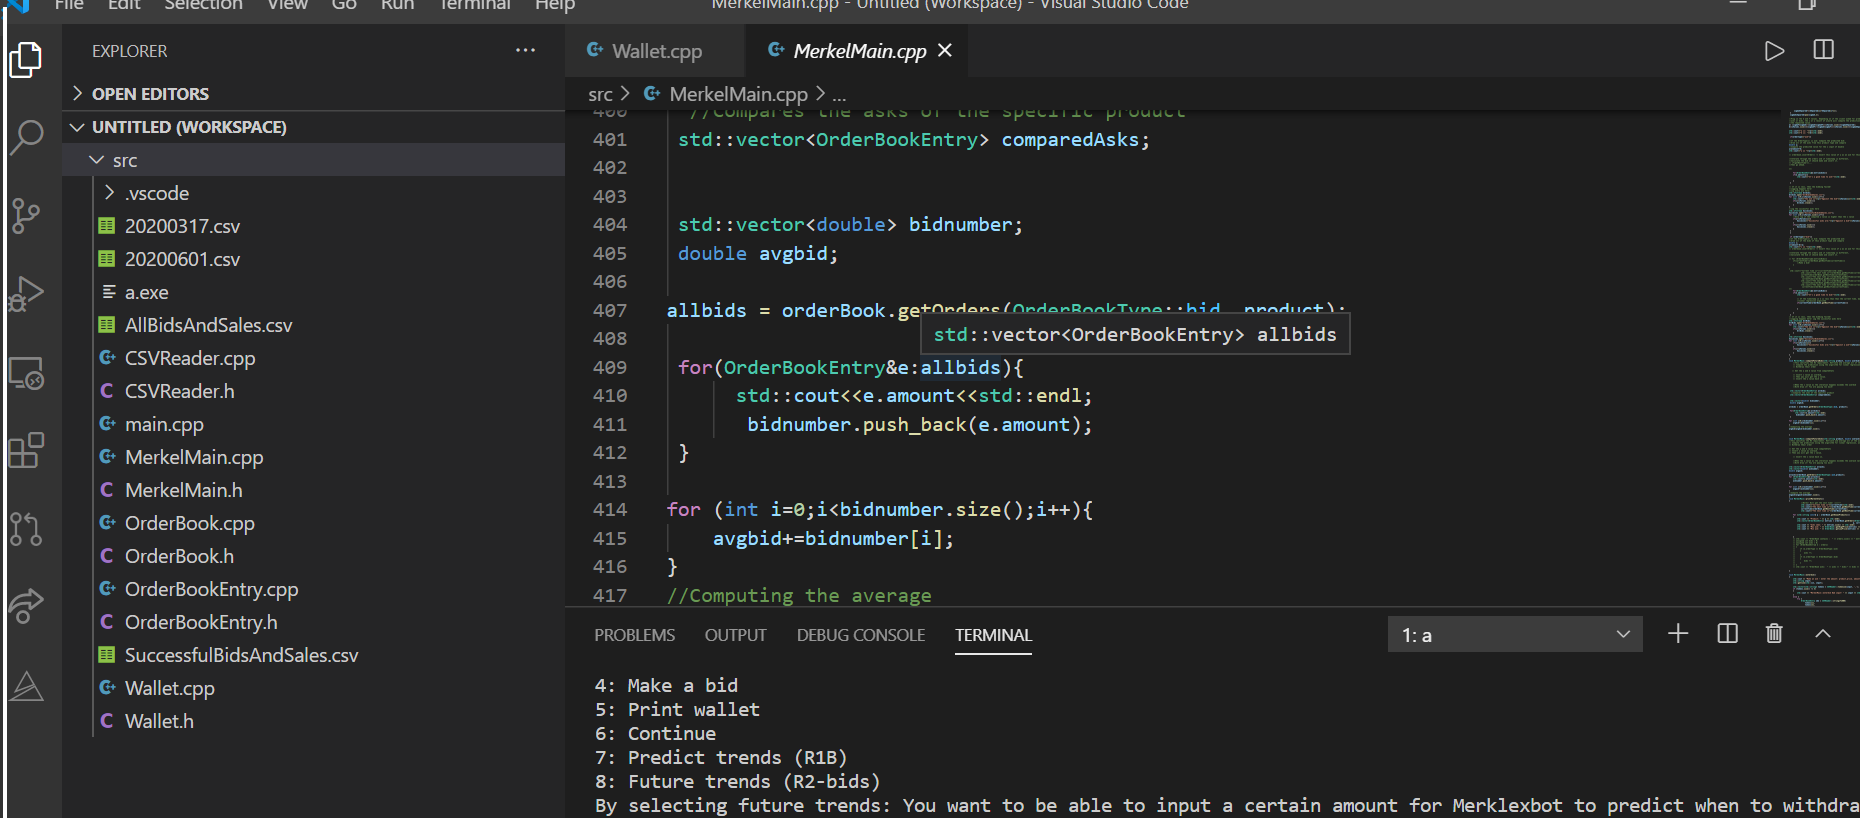 File Edit Selection View Go Run Terminal Help
MerkelMain.cpp - Untitled (Workspace) - Visual Studio Code
EXPLORER
OPEN EDITORS
UNTITLED (WORKSPACE)
src
.vscode
20200317.csv
20200601.csv
a.exe
AllBidsAndSales.csv
CSVReader.cpp
CSVReader.h
main.cpp
MerkelMain.cpp
MerkelMain.h
OrderBook.cpp
OrderBook.h
OrderBookEntry.cpp
OrderBookEntry.h
SuccessfulBidsAndSales.csv
Wallet.cpp
Wallet.h
Wallet.cpp MerkelMain.cpp
src > MerkelMain.cpp > ...
400 //Compares the asks of the specific product
401 std::vector<OrderBookEntry> comparedAsks;
402
403
404 std::vector<double> bidnumber;
405 double avgbid;
406
407 allbids = orderBook.getOrders(OrderBookType::bid, product);
std::vector<OrderBookEntry> allbids
408
409 for(OrderBookEntry&e:allbids){
410 std::cout<<e.amount<<std::endl;
411 bidnumber.push_back(e.amount);
412 }
413
414 for (int i=0;i<bidnumber.size();i++){
415 avgbid+=bidnumber[i];
416 }
417 //Computing the average
PROBLEMS OUTPUT DEBUG CONSOLE TERMINAL
1: a
4: Make a bid
5: Print wallet
6: Continue
7: Predict trends (R1B)
8: Future trends (R2-bids)
By selecting future trends: You want to be able to input a certain amount for Merklexbot to predict when to withdra